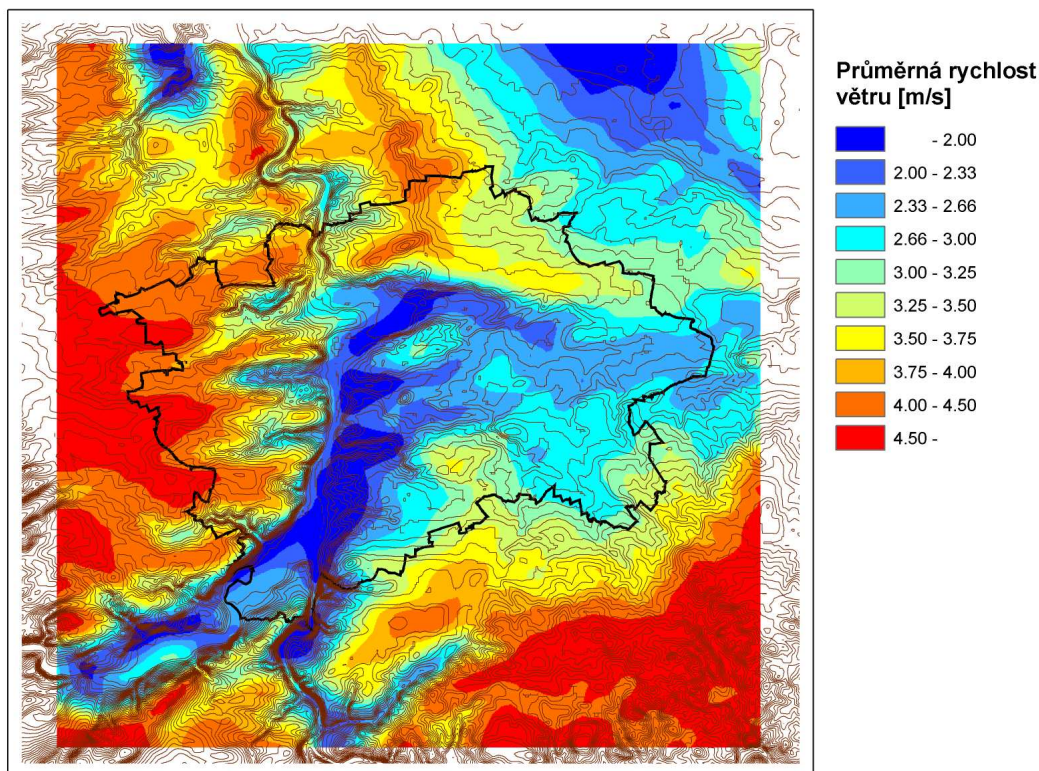 Průměrná rychlost
větru [m/s]
- 2.00
2.00 - 2.33
2.33 - 2.66
2.66 - 3.00
3.00 - 3.25
3.25 - 3.50
3.50 - 3.75
3.75 - 4.00
4.00 - 4.50
4.50 -